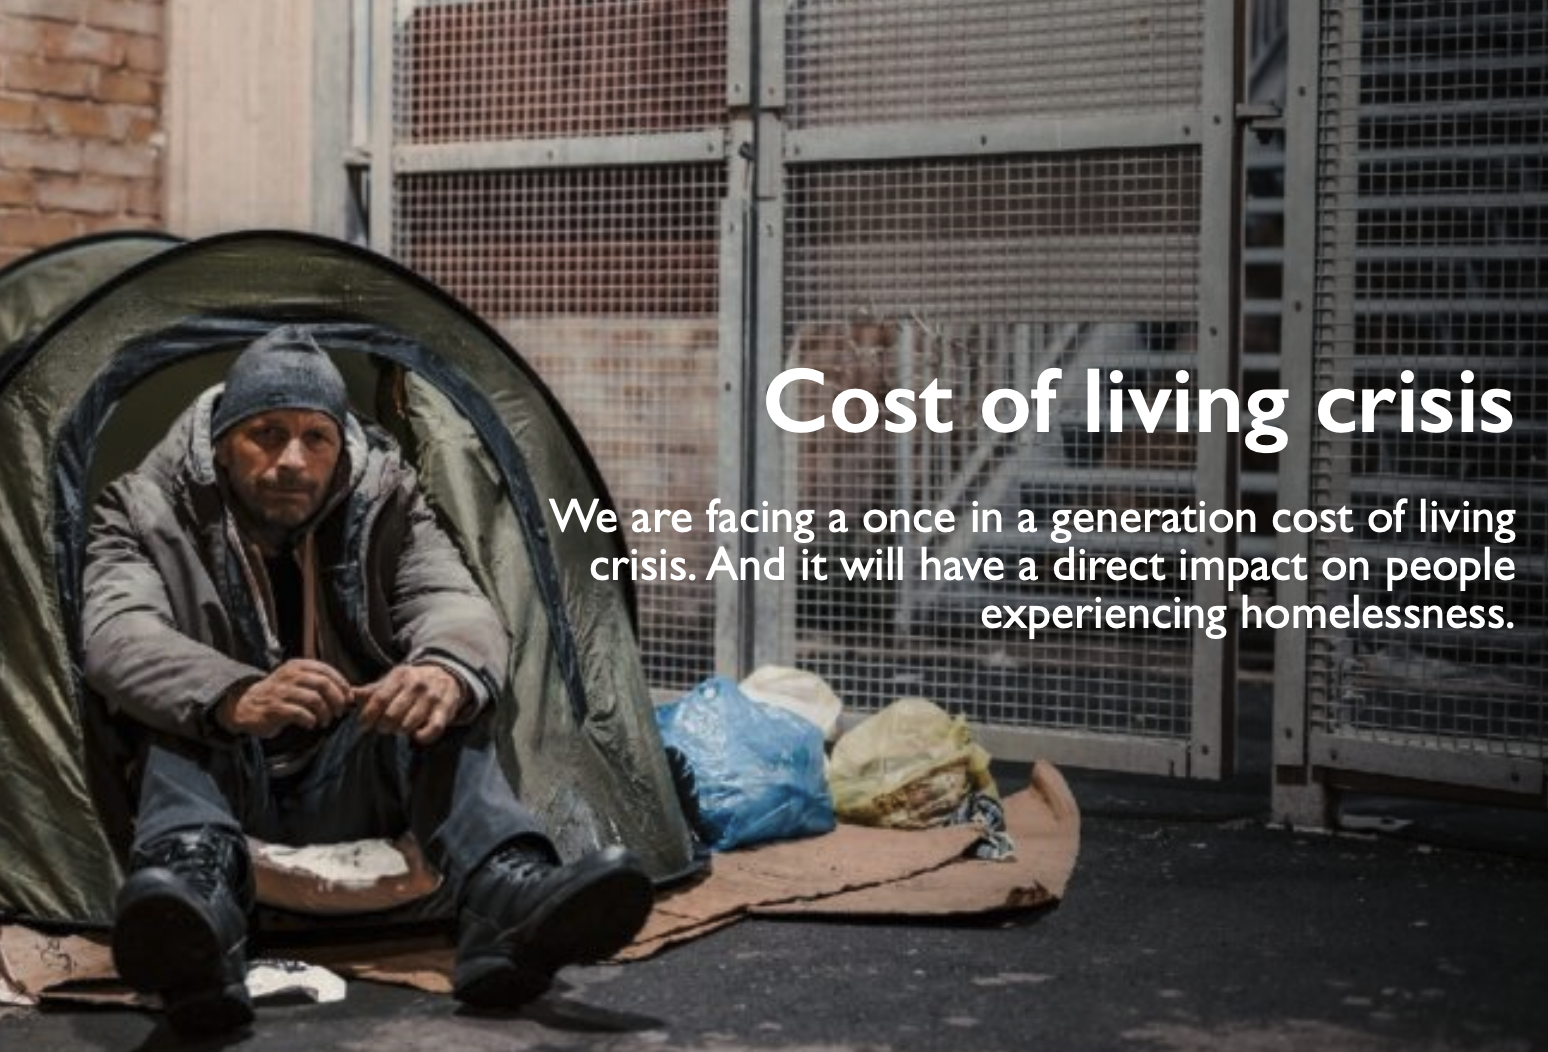 Cost of living crisis
We are facing a once in a generation cost of living
crisis. And it will have a direct impact on people
experiencing homelessness.